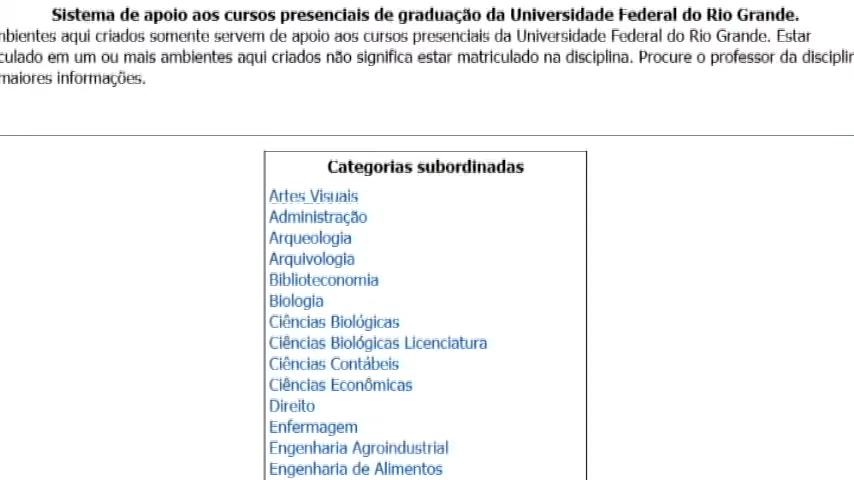 Sistema de apoio aos cursos presenciais de graduação da Universidade Federal do Rio Grande.
mbientes aqui criados somente servem de apoio aos cursos presenciais da Universidade Federal do Rio Grande. Estar
culado em um ou mais ambientes aqui criados não significa estar matriculado na disciplina. Procure o professor da disciplin
maiores informações.
Categorias subordinadas
Artes Visuais
Administração
Arqueologia
Arquivologia
Biblioteconomia
Biologia
Ciências Biológicas
Ciências Biológicas Licenciatura
Ciências Contábeis
Ciências Econômicas
Direito
Enfermagem
Engenharia Agroindustrial
Engenharia de Alimentos